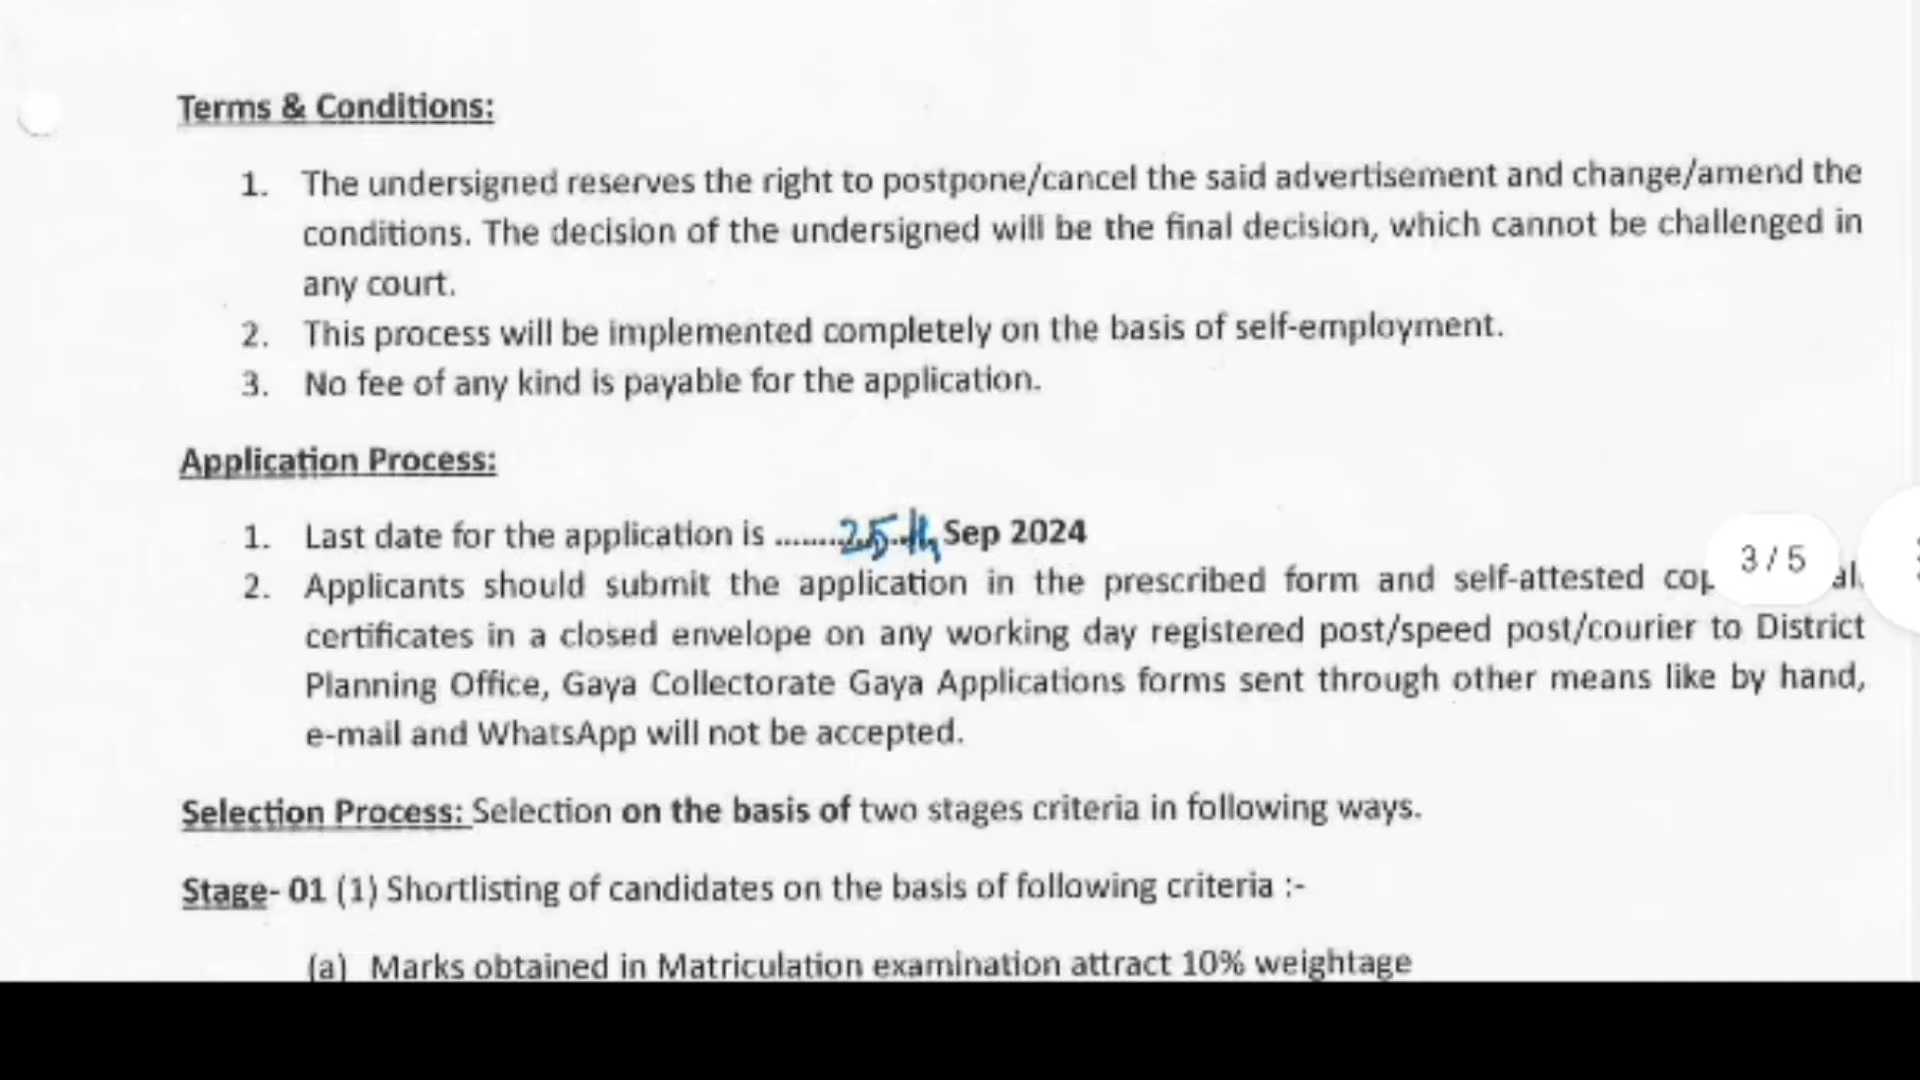 Terms & Conditions:
1. The undersigned reserves the right to postpone/cancel the said advertisement and change/amend the
conditions. The decision of the undersigned will be the final decision, which cannot be challenged in
any court.
2. This process will be implemented completely on the basis of self-employment.
3. No fee of any kind is payable for the application.
Application Process:
1. Last date for the application is ........25th Sep 2024
2. Applicants should submit the application in the prescribed form and self-attested
3/5
certificates in a closed envelope on any working day registered post/speed post/courier to District
Planning Office, Gaya Collectorate Gaya Applications forms sent through other means like by hand,
e-mail and WhatsApp will not be accepted.
Selection Process: Selection on the basis of two stages criteria in following ways.
Stage- 01 (1) Shortlisting of candidates on the basis of following criteria :-
(a) Marks obtained in Matriculation examination attract 10% weightage